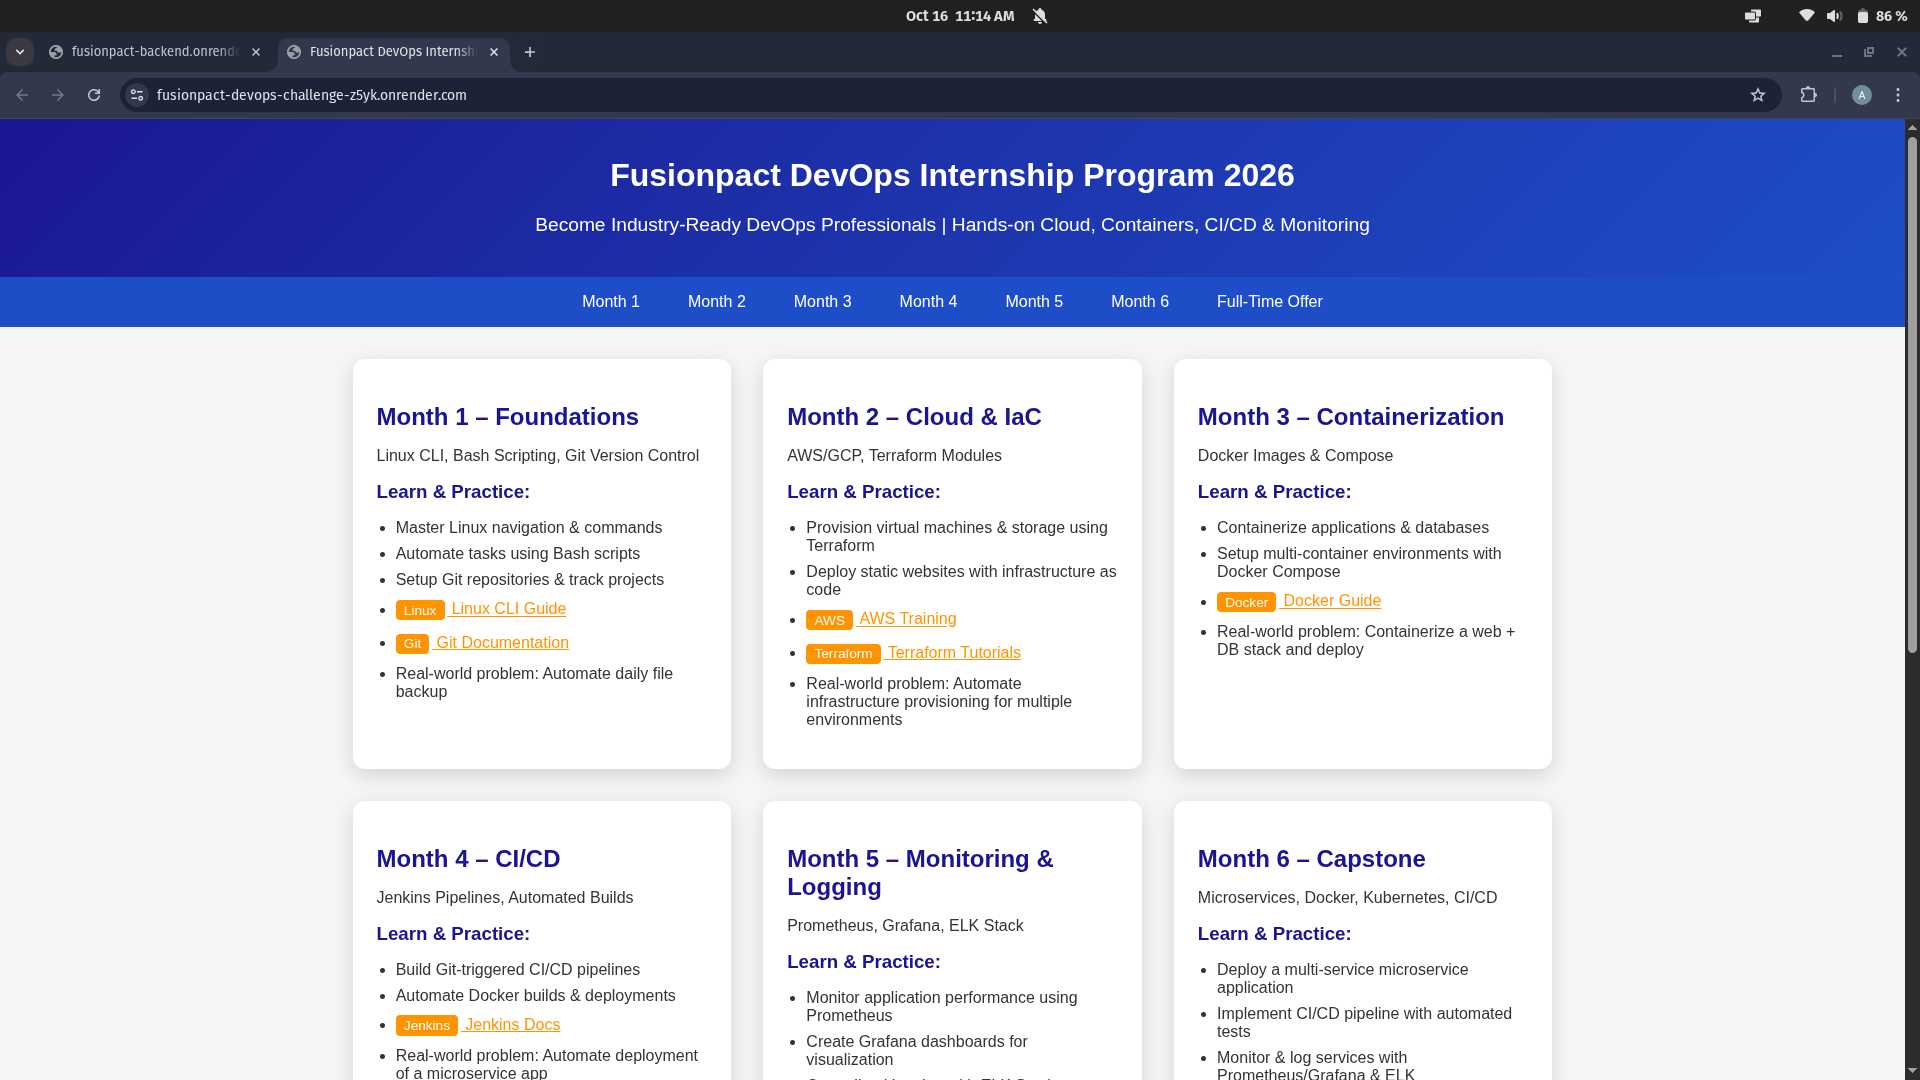 Oct 16 11:14 AM
86 %
fusionpact-backend.onrend
Fusionpact DevOps Internsh
fusionpact-devops-challenge-z5yk.onrender.com
A
Fusionpact DevOps Internship Program 2026
Become Industry-Ready DevOps Professionals | Hands-on Cloud, Containers, CI/CD & Monitoring
Month 1
Month 2
Month 3
Month 4
Month 5
Month 6
Full-Time Offer
Month 1 – Foundations
Linux CLI, Bash Scripting, Git Version Control
Learn & Practice:
• Master Linux navigation & commands
• Automate tasks using Bash scripts
• Setup Git repositories & track projects
• Linux Linux CLI Guide
• Git Git Documentation
• Real-world problem: Automate daily file
backup
Month 2 – Cloud & IaC
AWS/GCP, Terraform Modules
Learn & Practice:
• Provision virtual machines & storage using
Terraform
• Deploy static websites with infrastructure as
code
• AWS AWS Training
• Terraform Terraform Tutorials
• Real-world problem: Automate
infrastructure provisioning for multiple
environments
Month 3 – Containerization
Docker Images & Compose
Learn & Practice:
• Containerize applications & databases
• Setup multi-container environments with
Docker Compose
• Docker Docker Guide
• Real-world problem: Containerize a web +
DB stack and deploy
Month 4 – CI/CD
Jenkins Pipelines, Automated Builds
Learn & Practice:
• Build Git-triggered CI/CD pipelines
• Automate Docker builds & deployments
• Jenkins Jenkins Docs
• Real-world problem: Automate deployment
of a microservice app
Month 5 – Monitoring &
Logging
Prometheus, Grafana, ELK Stack
Learn & Practice:
• Monitor application performance using
Prometheus
• Create Grafana dashboards for
visualization
Month 6 – Capstone
Microservices, Docker, Kubernetes, CI/CD
Learn & Practice:
• Deploy a multi-service microservice
application
• Implement CI/CD pipeline with automated
tests
• Monitor & log services with
Prometheus/Grafana & ELK